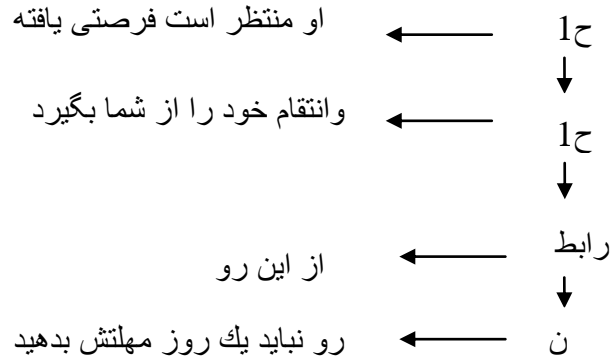 ح1 او منتظر است فرصتی یافته
ح1 وانتقام خود را از شما بگیرد
رابط از این رو
ن رو نباید یك روز مهلتش بدهید